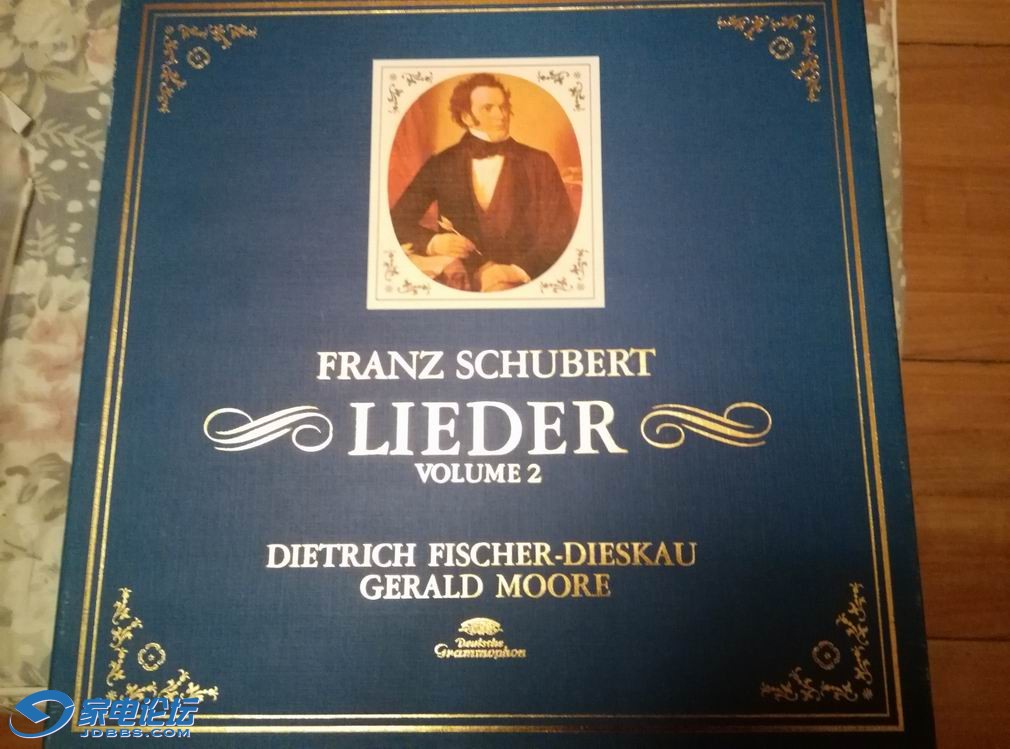 FRANZ SCHUBERT
LIEDER
VOLUME 2
DIETRICH FISCHER-DIESKAU
GERALD MOORE
Deutsche
Grammophon
家电论坛
JDBBS.COM